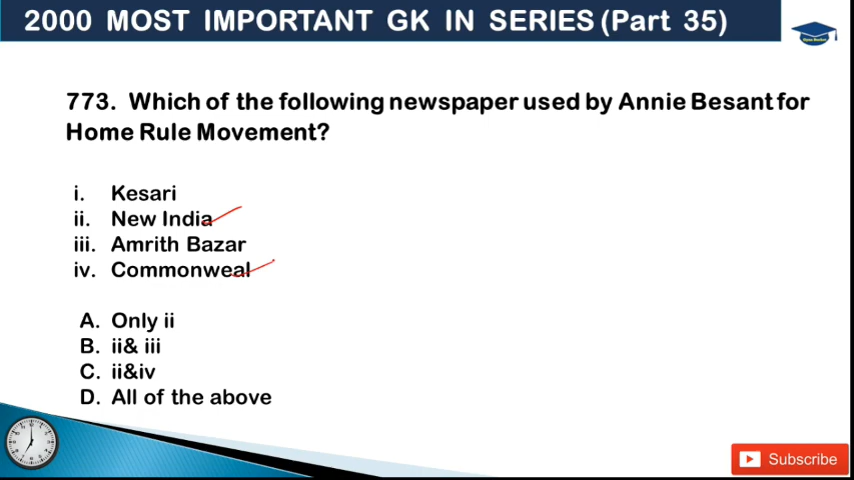 2000 MOST IMPORTANT GK IN SERIES (Part 35)
773. Which of the following newspaper used by Annie Besant for
Home Rule Movement?
i. Kesari
ii. New India
iii. Amrith Bazar
iv. Commonweal
A. Only ii
B. ii& iii
C. ii&iv
D. All of the above
Subscribe